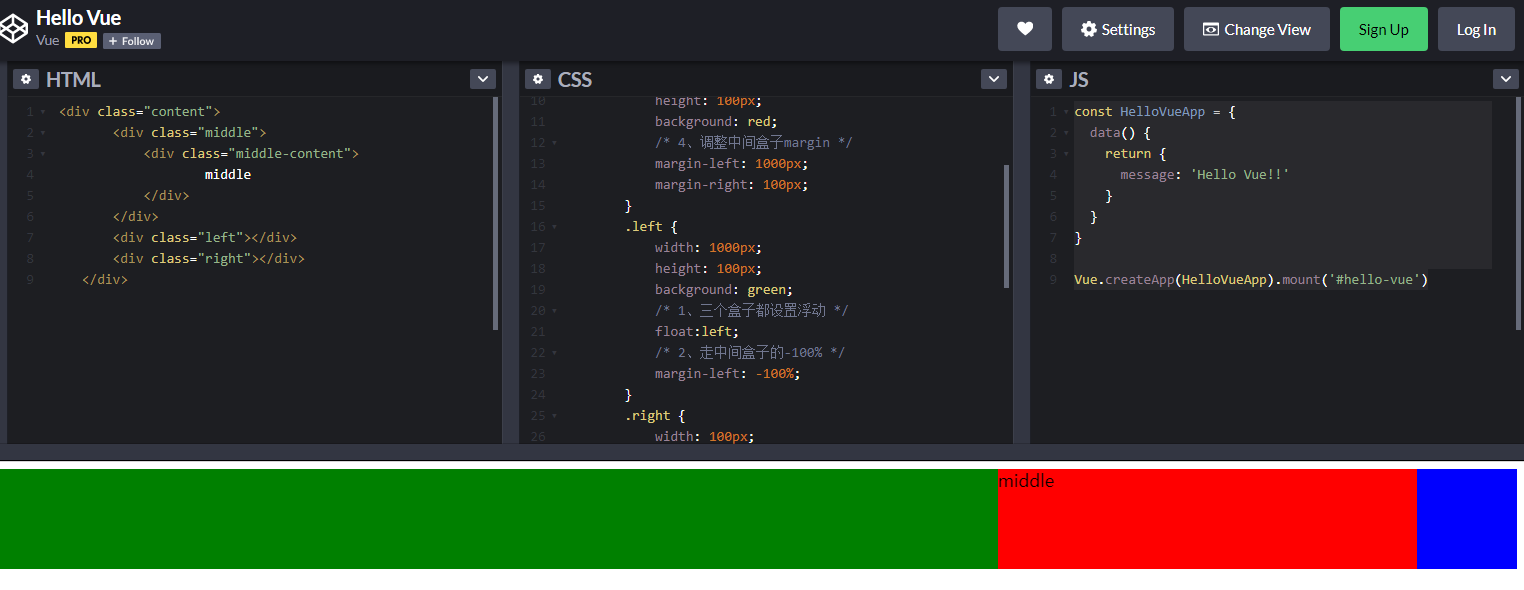 Hello Vue
Vue PRO + Follow
Settings
Change View
Sign Up
Log In
HTML
1 <div class="content">
2 <div class="middle">
3 <div class="middle-content">
4 middle
5 </div>
6 </div>
7 <div class="left"></div>
8 <div class="right"></div>
9 </div>
CSS
10 height: 100px;
11 background: red;
12 /* 4、调整中间盒子margin */
13 margin-left: 1000px;
14 margin-right: 100px;
15 }
16 .left {
17 width: 1000px;
18 height: 100px;
19 background: green;
20 /* 1、三个盒子都设置浮动 */
21 float:left;
22 /* 2、走中间盒子的-100% */
23 margin-left: -100%;
24 }
25 .right {
26 width: 100px;
JS
1 const HelloVueApp = {
2 data() {
3 return {
4 message: 'Hello Vue!!'
5 }
6 }
7 }
8
9 Vue.createApp(HelloVueApp).mount('#hello-vue')
middle